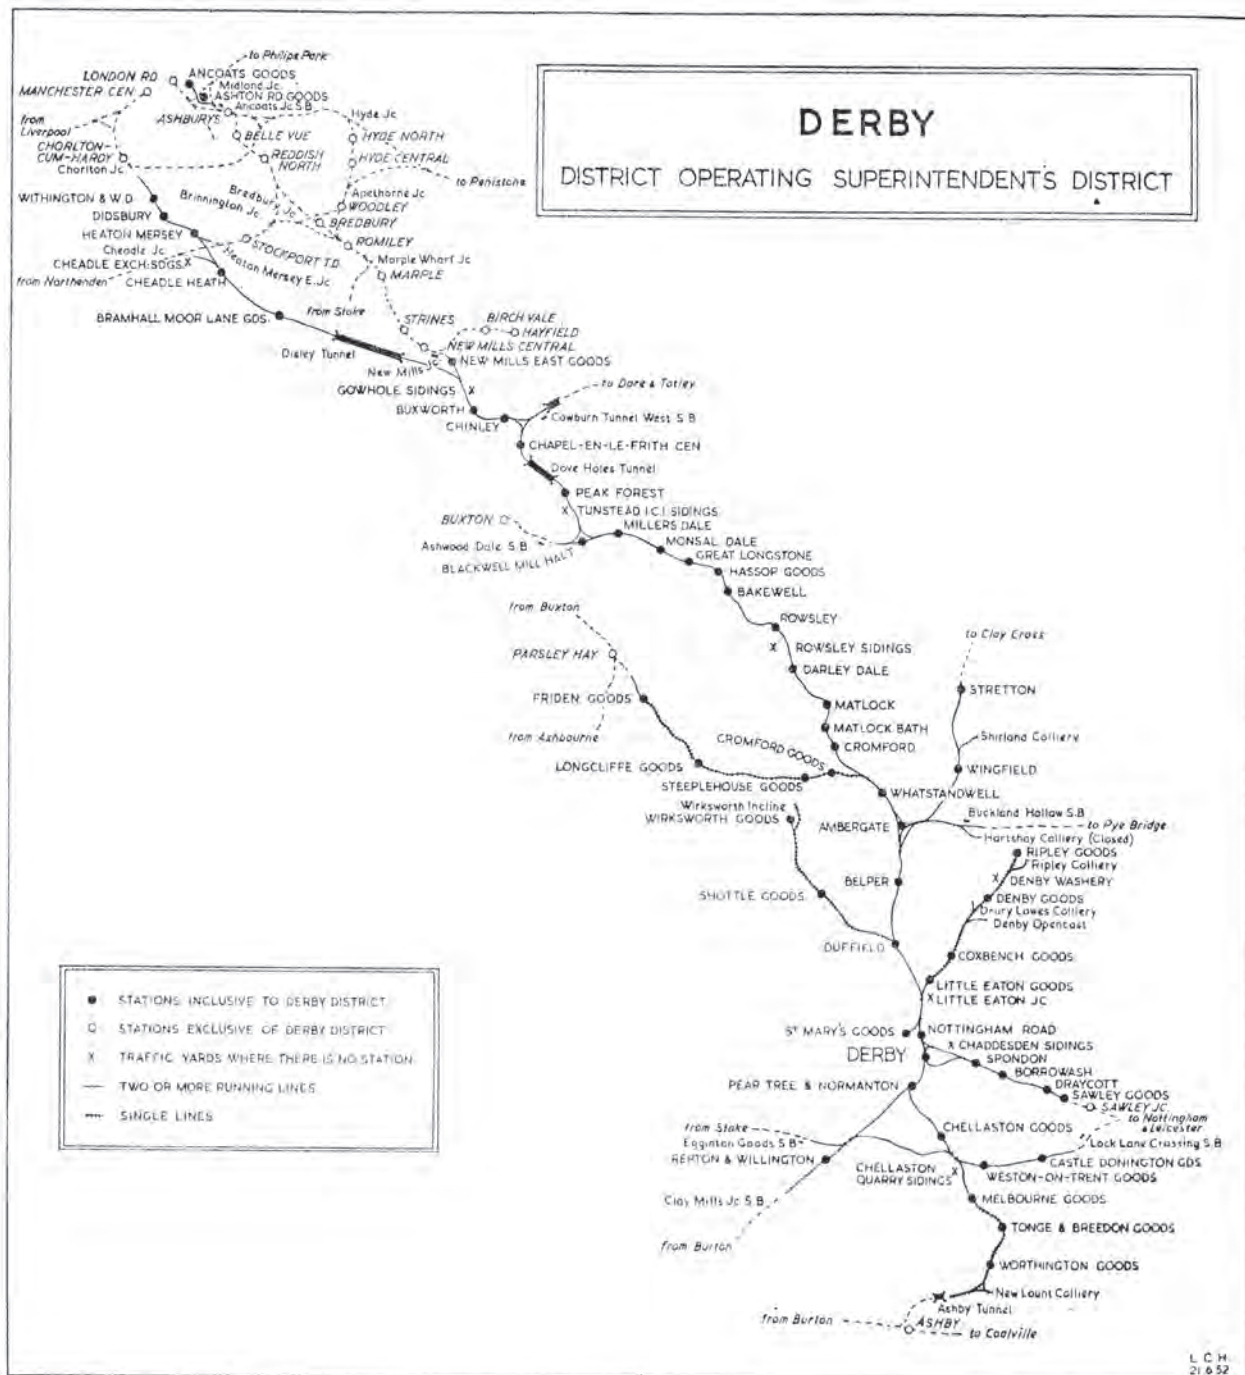 DERBY
DISTRICT OPERATING SUPERINTENDENTS DISTRICT
to Philips Park
LONDON RD
ANCOATS GOODS
Midland Jc.
MANCHESTER CEN
ASHTON RD GOODS
Ancoats Jc S.B
Hyde Jc
from
Liverpool
ASHBURYS
BELLE VUE
HYDE NORTH
CHORLTON-
CUM-HARDY
Chorlton Jc.
REDDISH
NORTH
HYDE CENTRAL
to Penistone
Apethorne Jc
WITHINGTON & W.D.
Bredbury Jc
Brinnington Jc.
WOODLEY
DIDSBURY
BREDBURY
HEATON MERSEY
ROMILEY
Cheadle Jc.
STOCKPORT T.D.
Marple Wharf Jc
CHEADLE EXCH. SDGS.
Heaton Mersey E. Jc
MARPLE
from Northenden
CHEADLE HEATH
from Stoke
BRAMHALL MOOR LANE GDS.
STRINES
BIRCH VALE
HAYFIELD
Disley Tunnel
NEW MILLS CENTRAL
New Mills Jc
NEW MILLS EAST GOODS
GOWHOLE SIDINGS
to Dore & Totley
BUXWORTH
CHINLEY
Cowburn Tunnel West S B
CHAPEL-EN-LE-FRITH CEN
Dove Holes Tunnel
PEAK FOREST
TUNSTEAD I.C.I SIDINGS
BUXTON
MILLERS DALE
Ashwood Dale S.B
MONSAL DALE
BLACKWELL MILL HALT
GREAT LONGSTONE
HASSOP GOODS
BAKEWELL
from Buxton
ROWSLEY
to Clay Cross
PARSLEY HAY
ROWSLEY SIDINGS
DARLEY DALE
STRETTON
FRIDEN GOODS
MATLOCK
MATLOCK BATH
Shirland Colliery
from Ashbourne
CROMFORD GOODS
CROMFORD
LONGCLIFFE GOODS
WINGFIELD
STEEPLEHOUSE GOODS
WHATSTANDWELL
Wirksworth Incline
WIRKSWORTH GOODS
Buckland Hollow S.B
AMBERGATE
to Pye Bridge
Hartshay Colliery (Closed)
RIPLEY GOODS
Ripley Colliery
BELPER
DENBY WASHERY
SHOTTLE GOODS
DENBY GOODS
Drury Lowes Colliery
Denby Opencast
DUFFIELD
COXBENCH GOODS
LITTLE EATON GOODS
LITTLE EATON JC
ST MARY'S GOODS
NOTTINGHAM ROAD
CHADDESDEN SIDINGS
DERBY
SPONDON
BORROWASH
PEAR TREE & NORMANTON
DRAYCOTT
SAWLEY GOODS
SAWLEY JC.
to Nottingham
& Leicester
from Stoke
CHELLASTON GOODS
Egginton Goods S.B
Lock Lane Crossing S.B
REPTON & WILLINGTON
CHELLASTON
QUARRY SIDINGS
CASTLE DONINGTON GDS.
WESTON-ON-TRENT GOODS
Clay Mills Jc S.B
MELBOURNE GOODS
TONGE & BREEDON GOODS
from Burton
WORTHINGTON GOODS
New Lount Colliery
Ashby Tunnel
from Burton
ASHBY
to Coalville
STATIONS INCLUSIVE TO DERBY DISTRICT
STATIONS EXCLUSIVE OF DERBY DISTRICT
X TRAFFIC YARDS WHERE THERE IS NO STATION
TWO OR MORE RUNNING LINES
SINGLE LINES
L C H
21 6 52